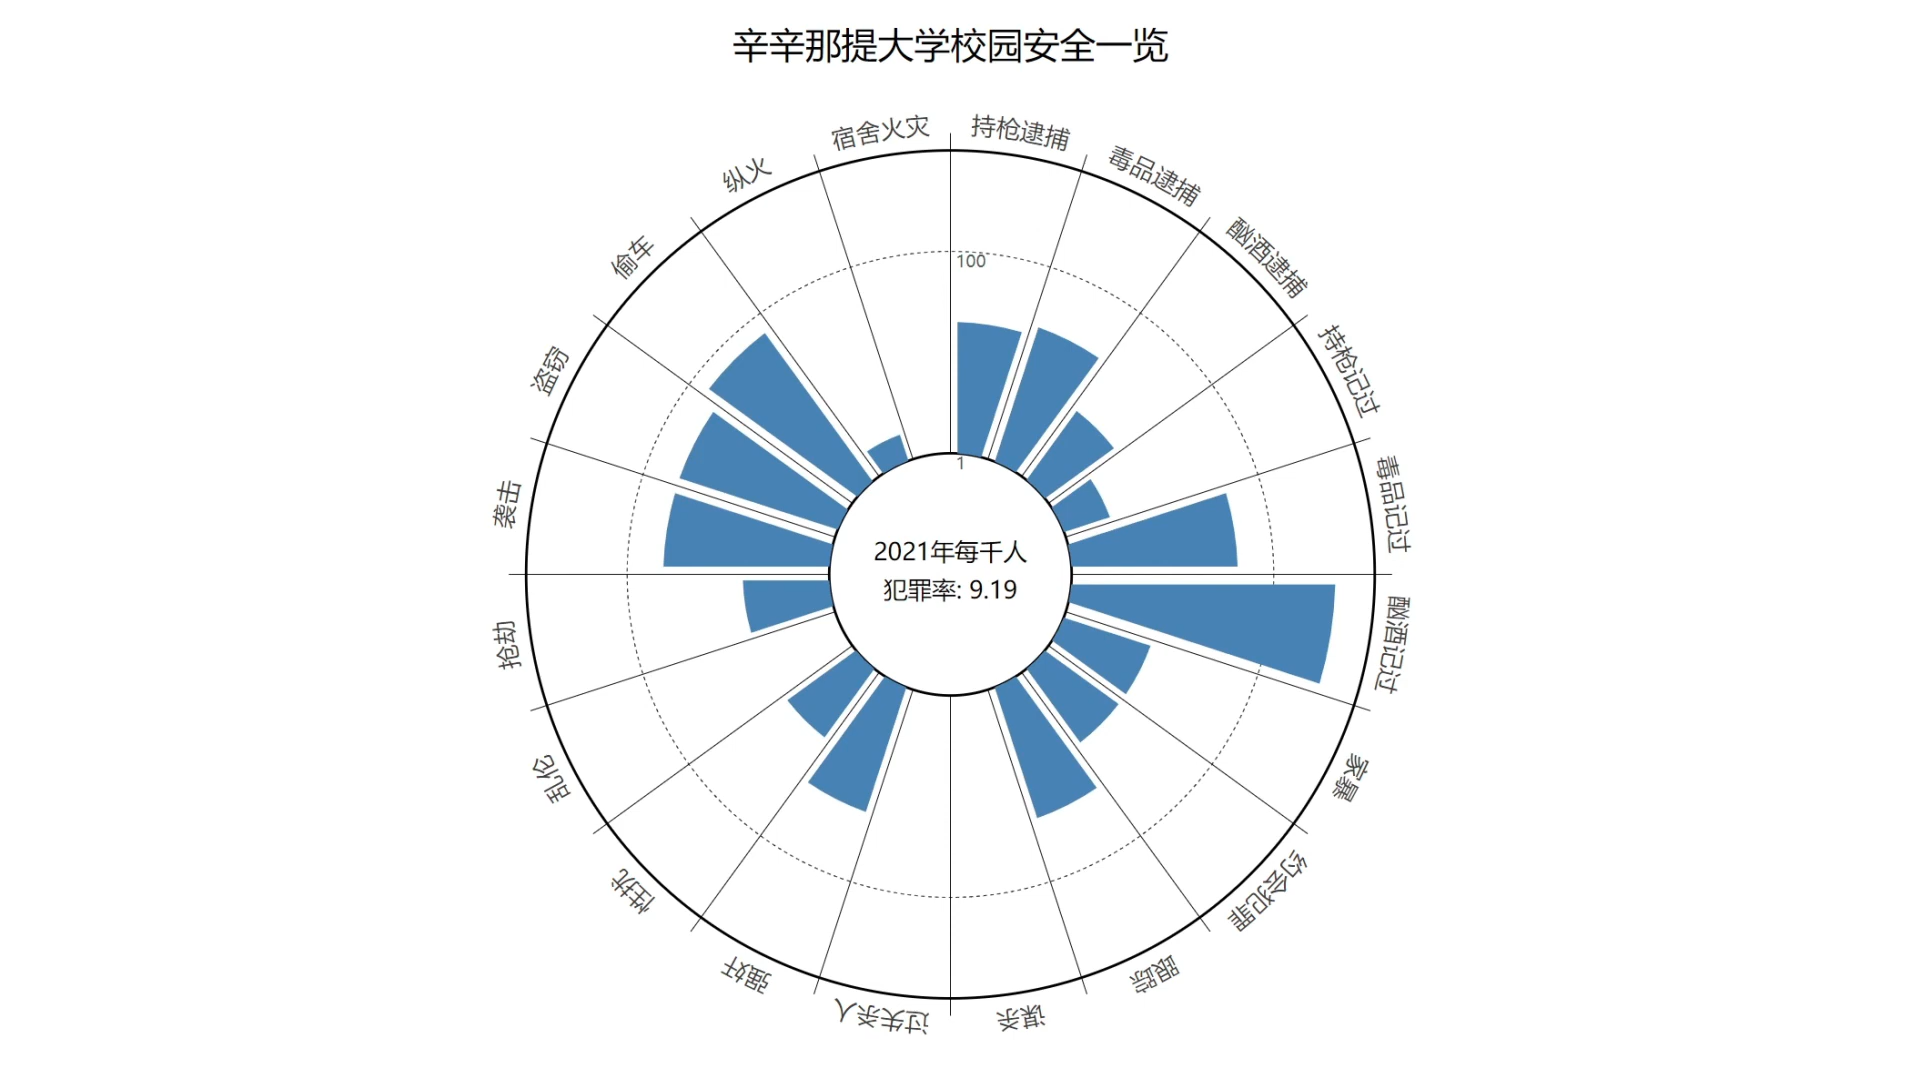 辛辛那提大学校园安全一览
宿舍火灾
持枪逮捕
毒品逮捕
酗酒逮捕
持枪记过
毒品记过
酗酒记过
家暴
约会犯罪
跟踪
谋杀
过失杀人
强奸
性扰
乱伦
抢劫
袭击
盗窃
偷车
纵火
100
1
2021年每千人
犯罪率: 9.19